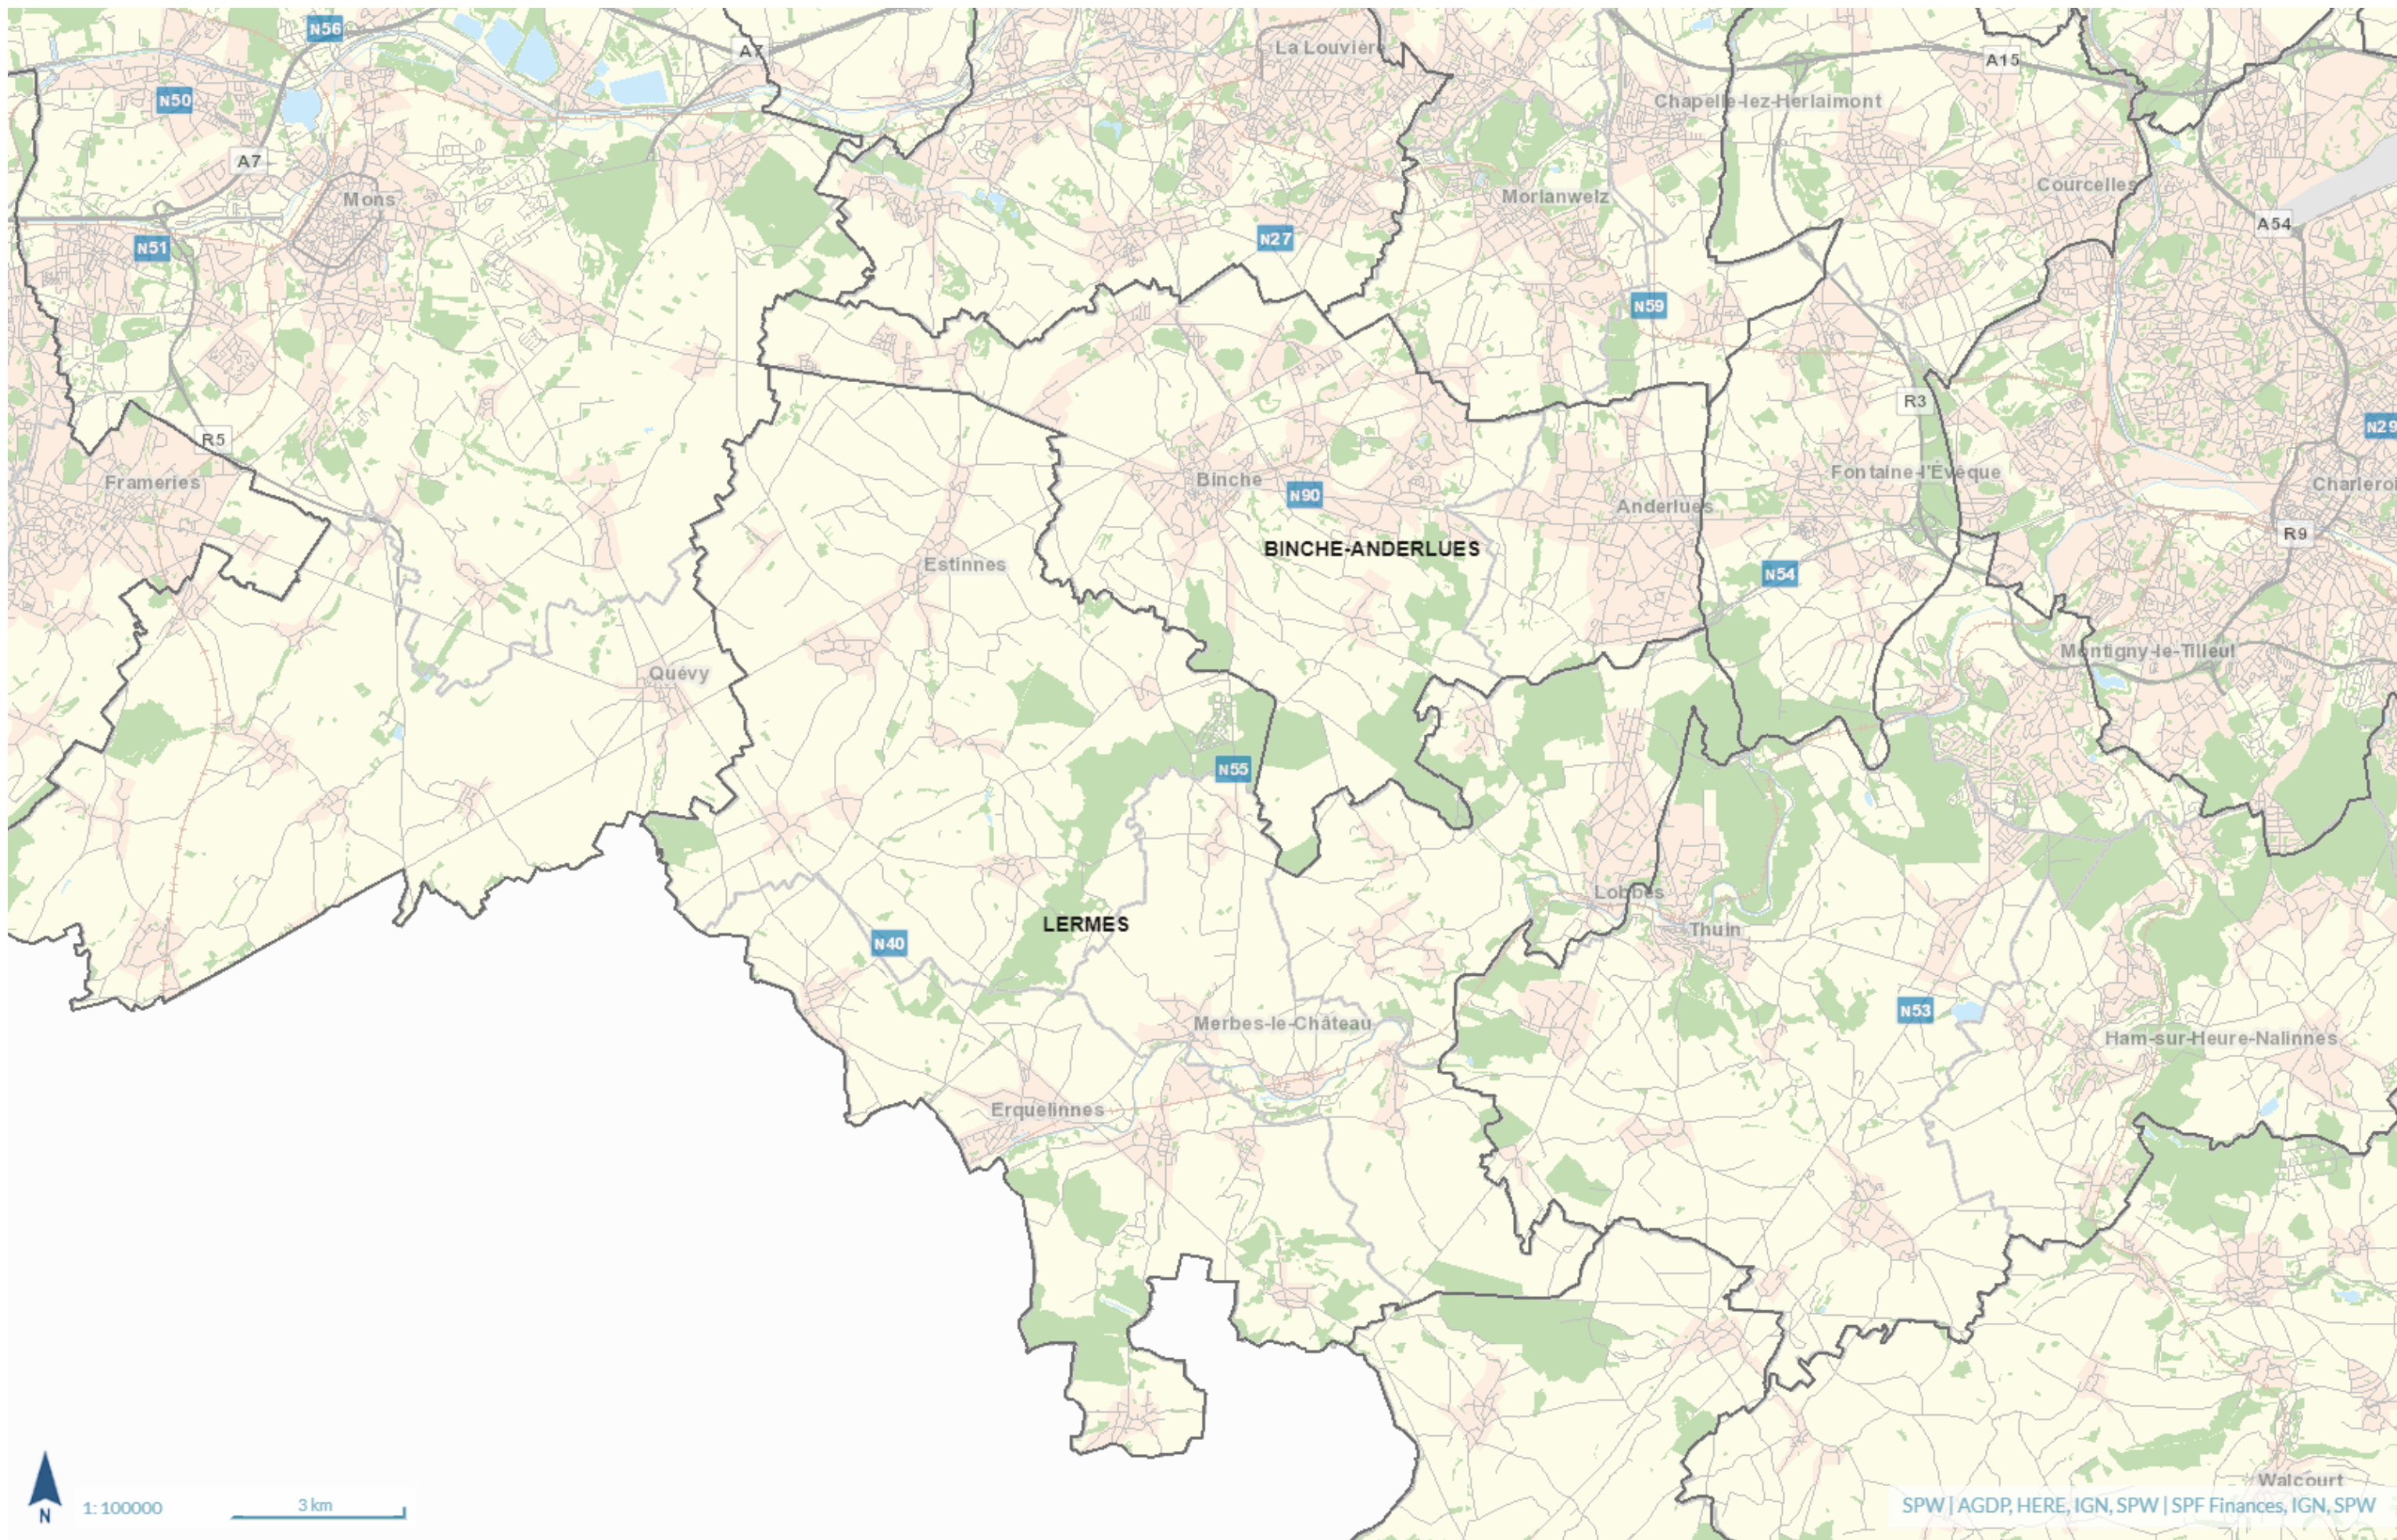 N56
La Louvière
A7
A15
N50
Chapelle-lez-Herlaimont
A7
Mons
Morlanwelz
Courcelles
A54
N51
N27
N59
R3
N29
R5
Frameries
Binche
N90
Fontaine-l'Évêque
Charleroi
Anderlues
R9
BINCHE-ANDERLUES
Estinnes
N54
Quévy
Montigny-le-Tilleul
N55
Lobbes
LERMES
Thuin
N40
N53
Merbes-le-Château
Ham-sur-Heure-Nalinnes
Erquelinnes
Walcourt
N
1: 100000
3 km
SPW | AGDP, HERE, IGN, SPW | SPF Finances, IGN, SPW